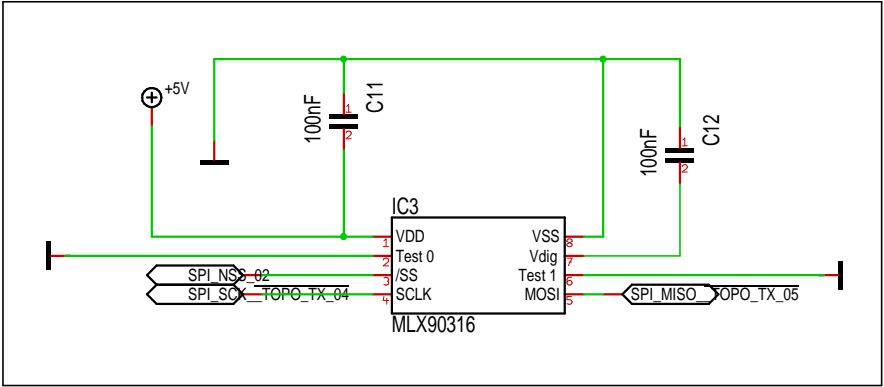 +5V
100nF
1
2
C11
100nF
1
2
C12
IC3
VDD
1
Test 0
2
/SS
3
SCLK
4
VSS
8
Vdig
7
Test 1
6
MOSI
5
SPI_NSS_02
SPI_SCK__TOPO_TX_04
SPI_MISO__TOPO_TX_05
MLX90316